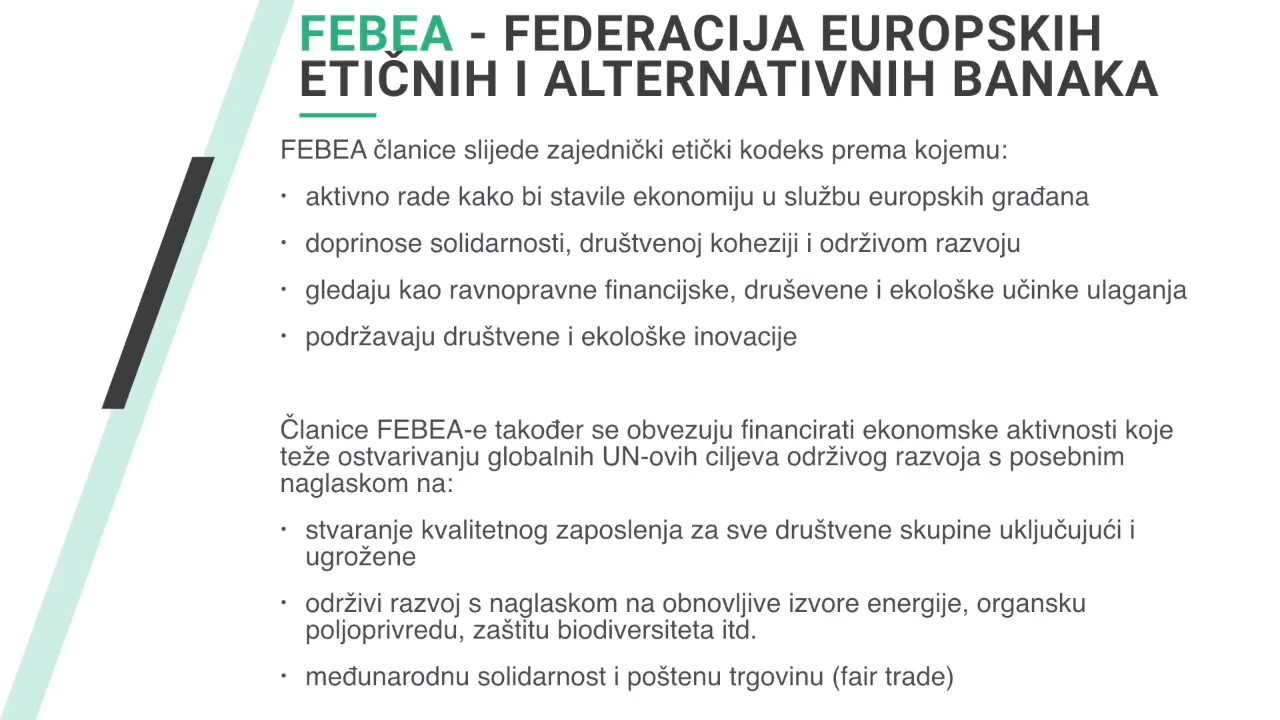 FEBEA - FEDERACIJA EUROPSKIH
ETIČNIH I ALTERNATIVNIH BANAKA
FEBEA članice slijede zajednički etički kodeks prema kojemu:
· aktivno rade kako bi stavile ekonomiju u službu europskih građana
· doprinose solidarnosti, društvenoj koheziji i održivom razvoju
· gledaju kao ravnopravne financijske, druševene i ekološke učinke ulaganja
· podržavaju društvene i ekološke inovacije
Članice FEBEA-e također se obvezuju financirati ekonomske aktivnosti koje
teže ostvarivanju globalnih UN-ovih ciljeva održivog razvoja s posebnim
naglaskom na:
· stvaranje kvalitetnog zaposlenja za sve društvene skupine uključujući i
ugrožene
· održivi razvoj s naglaskom na obnovljive izvore energije, organsku
poljoprivredu, zaštitu biodiversiteta itd.
· međunarodnu solidarnost i poštenu trgovinu (fair trade)